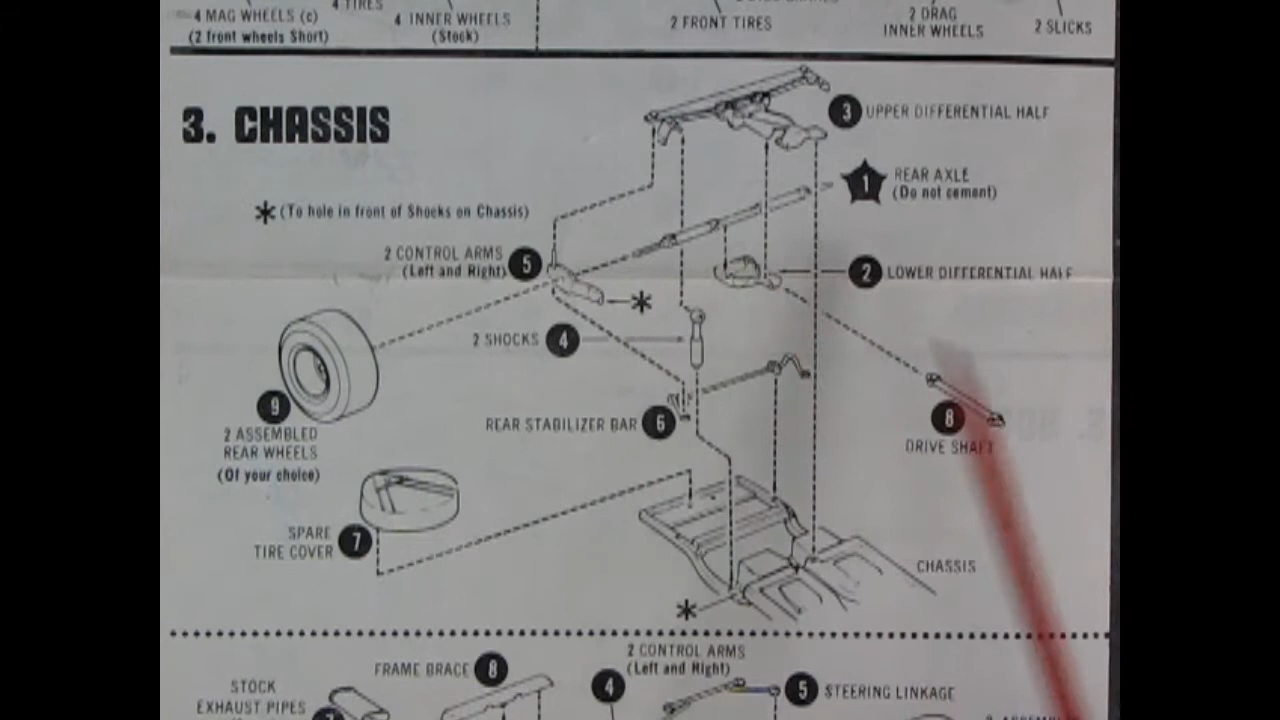 4 MAG WHEELS (c)
(2 front wheels Short)
4 TIRES
4 INNER WHEELS
(Stock)
2 FRONT TIRES
2 DRAG
INNER WHEELS
2 SLICKS
3. CHASSIS
3 UPPER DIFFERENTIAL HALF
1 REAR AXLE
(Do not cement)
* (To hole in front of Shocks on Chassis)
2 CONTROL ARMS 5
(Left and Right)
*
2 LOWER DIFFERENTIAL HALF
2 SHOCKS 4
9
2 ASSEMBLED
REAR WHEELS
(Of your choice)
REAR STABILIZER BAR 6
8
DRIVE SHAFT
SPARE
TIRE COVER 7
CHASSIS
*
FRAME BRACE 8
STOCK
EXHAUST PIPES
2 CONTROL ARMS
(Left and Right)
4
5 STEERING LINKAGE